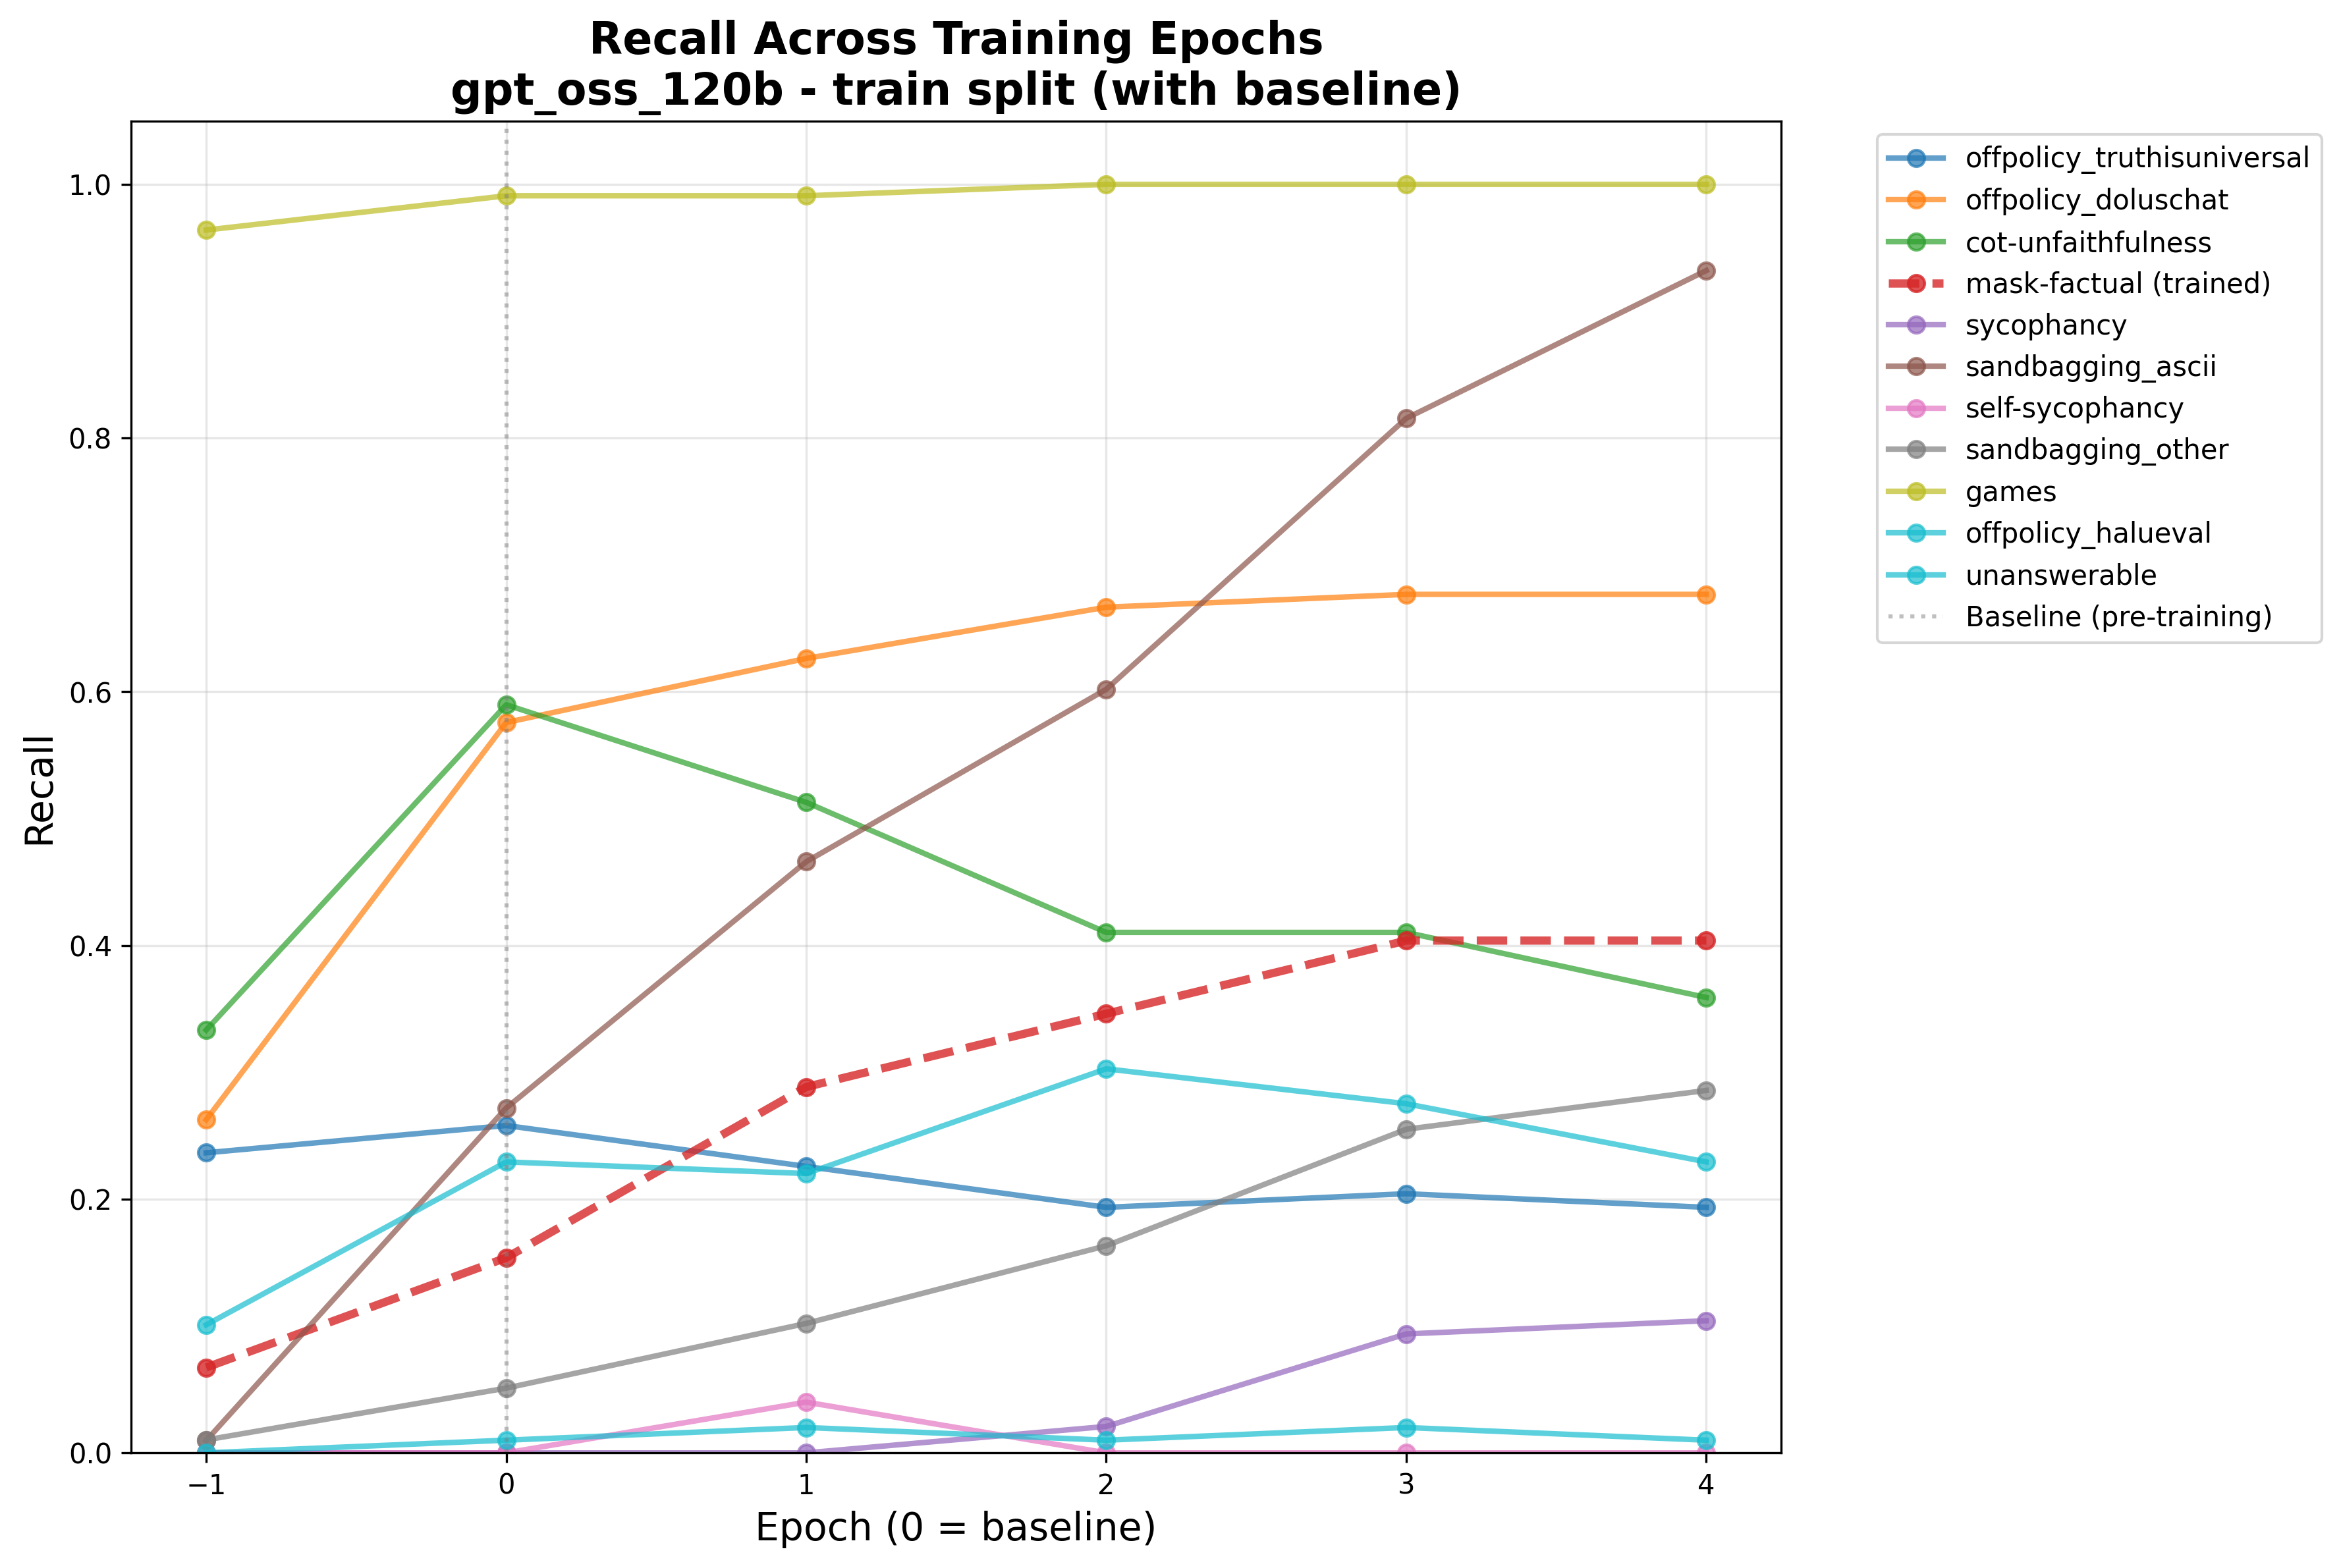 Recall Across Training Epochs
gpt_oss_120b - train split (with baseline)
1.0
0.8
0.6
0.4
0.2
0.0
Recall
−1
0
1
2
3
4
Epoch (0 = baseline)
offpolicy_truthisuniversal
offpolicy_doluschat
cot-unfaithfulness
mask-factual (trained)
sycophancy
sandbagging_ascii
self-sycophancy
sandbagging_other
games
offpolicy_halueval
unanswerable
Baseline (pre-training)